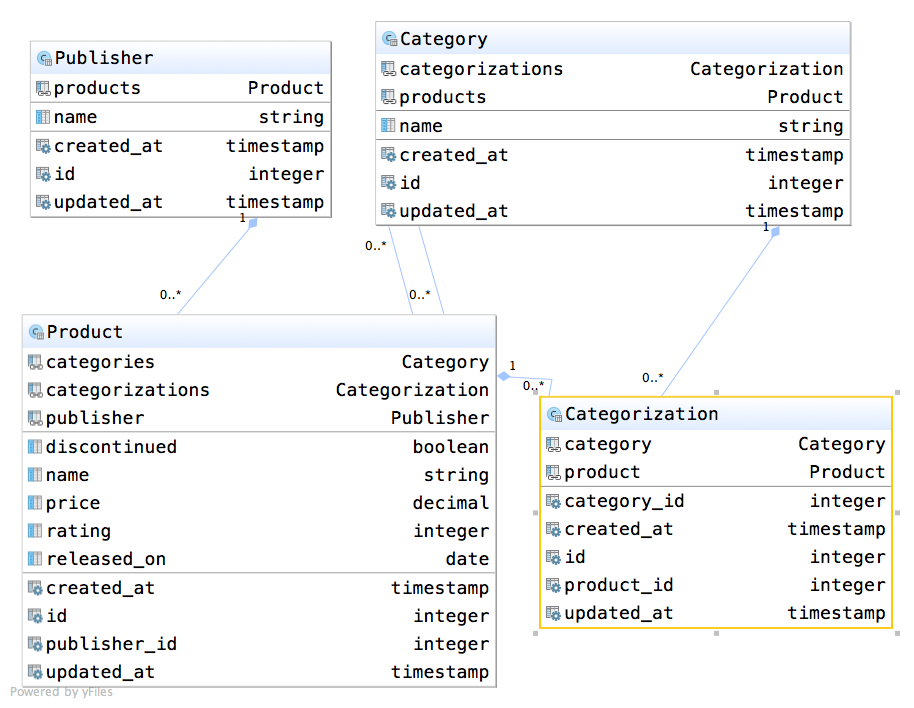 Publisher
products Product
name string
created_at timestamp
id integer
updated_at timestamp
Category
categorizations Categorization
products Product
name string
created_at timestamp
id integer
updated_at timestamp
1
0..*
0..*
0..*
1
0..*
Product
categories Category
categorizations Categorization
publisher Publisher
discontinued boolean
name string
price decimal
rating integer
released_on date
created_at timestamp
id integer
publisher_id integer
updated_at timestamp
1
0..*
Categorization
category Category
product Product
category_id integer
created_at timestamp
id integer
product_id integer
updated_at timestamp
Powered by yFiles